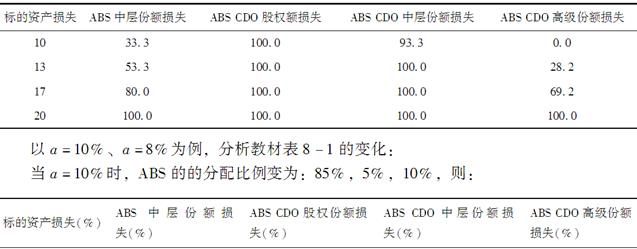 标的资产损失 ABS 中层份额损失 ABS CDO 股权额损失 ABS CDO 中层份额损失 ABS CDO 高级份额损失
10 33.3 100.0 93.3 0.0
13 53.3 100.0 100.0 28.2
17 80.0 100.0 100.0 69.2
20 100.0 100.0 100.0 100.0
以 α = 10%、α = 8% 为例，分析教材表 8-1 的变化：
当 α = 10% 时，ABS 的的分配比例变为：85%，5%，10%，则：
标的资产损失(%) ABS 中层份额损失(%) ABS CDO 股权份额损失(%) ABS CDO 中层份额损失(%) ABS CDO 高级份额损失(%)